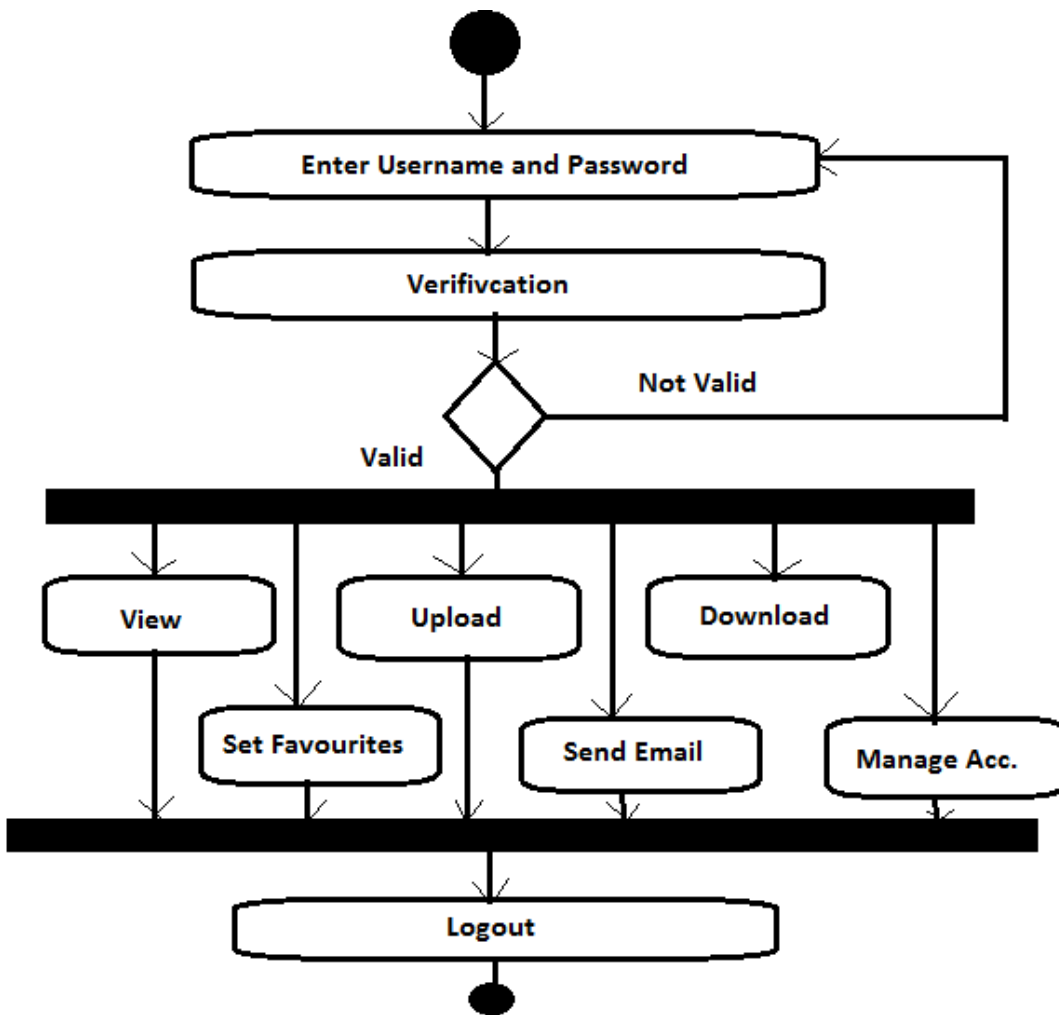 Enter Username and Password
Verifivcation
Not Valid
Valid
View
Upload
Download
Set Favourites
Send Email
Manage Acc.
Logout